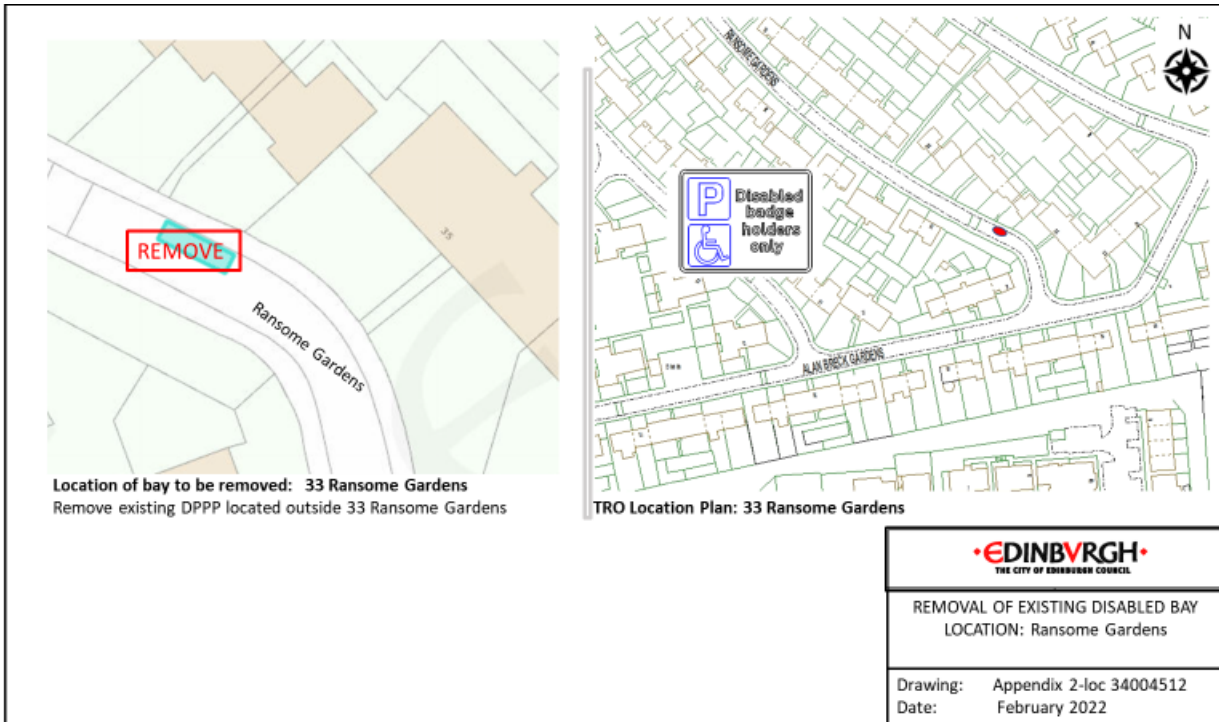 REMOVE
35
Ransome Gardens
Location of bay to be removed: 33 Ransome Gardens
Remove existing DPPP located outside 33 Ransome Gardens
N
RANSOME GARDENS
P
Disabled
badge
holders
only
ALAN BRECK GARDENS
TRO Location Plan: 33 Ransome Gardens
EDINBVRGH
THE CITY OF EDINBURGH COUNCIL
REMOVAL OF EXISTING DISABLED BAY
LOCATION: Ransome Gardens
Drawing: Appendix 2-loc 34004512
Date: February 2022